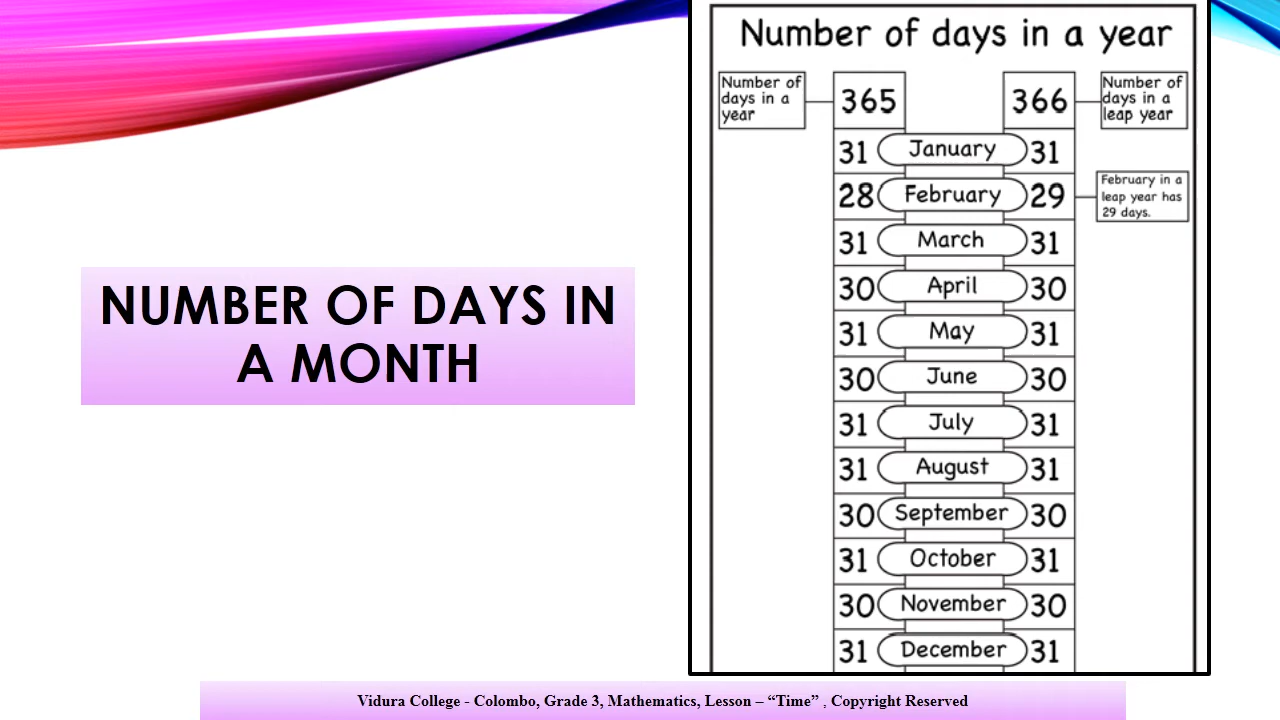 NUMBER OF DAYS IN
A MONTH
Number of days in a year
Number of
days in a
year
365
366
Number of
days in a
leap year
31 January 31
28 February 29
February in a
leap year has
29 days.
31 March 31
30 April 30
31 May 31
30 June 30
31 July 31
31 August 31
30 September 30
31 October 31
30 November 30
31 December 31
Vidura College - Colombo, Grade 3, Mathematics, Lesson – “Time” , Copyright Reserved